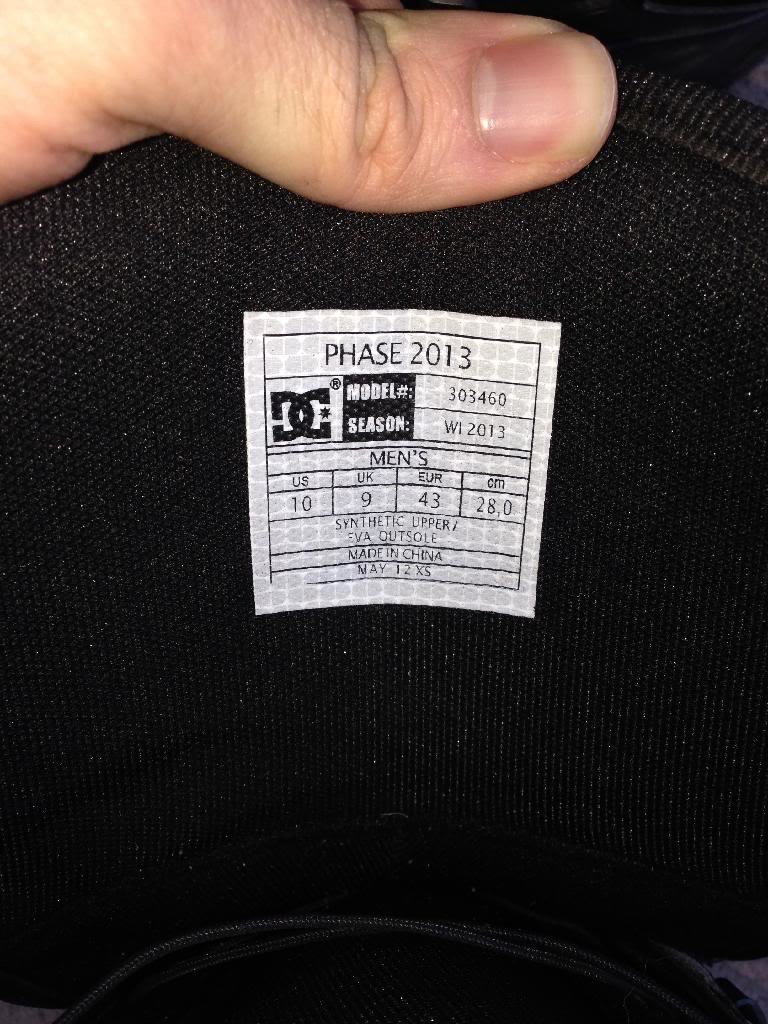 PHASE 2013
DC ® MODEL#: 303460
SEASON: WI 2013
MEN'S
US UK EUR cm
10 9 43 28.0
SYNTHETIC UPPER/
EVA OUTSOLE
MADE IN CHINA
MAY 12 XS